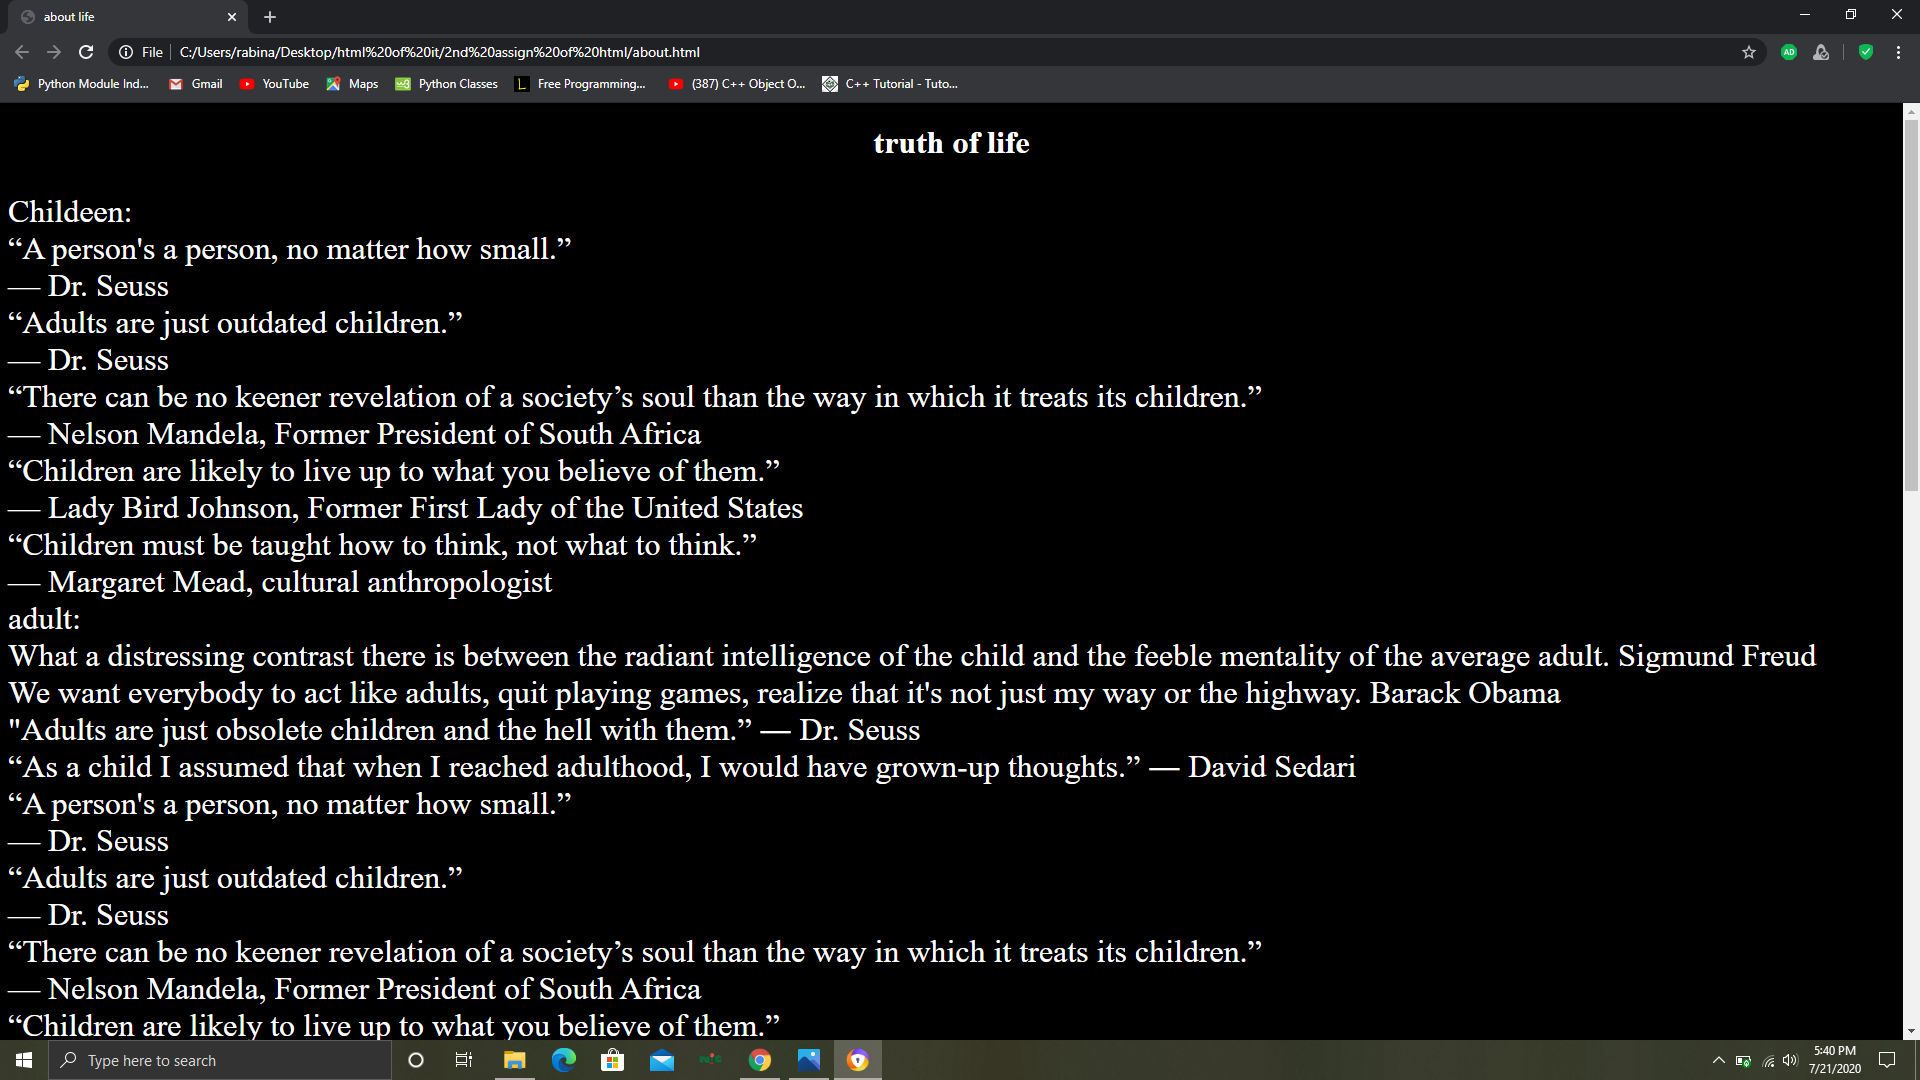 about life
File
C:/Users/rabina/Desktop/html%20of%20it/2nd%20assign%20of%20html/about.html
Python Module Ind...
Gmail
YouTube
Maps
Python Classes
Free Programming...
(387) C++ Object O...
C++ Tutorial - Tuto...
truth of life
Childeen:
“A person's a person, no matter how small.”
— Dr. Seuss
“Adults are just outdated children.”
— Dr. Seuss
“There can be no keener revelation of a society’s soul than the way in which it treats its children.”
— Nelson Mandela, Former President of South Africa
“Children are likely to live up to what you believe of them.”
— Lady Bird Johnson, Former First Lady of the United States
“Children must be taught how to think, not what to think.”
— Margaret Mead, cultural anthropologist
adult:
What a distressing contrast there is between the radiant intelligence of the child and the feeble mentality of the average adult. Sigmund Freud
We want everybody to act like adults, quit playing games, realize that it's not just my way or the highway. Barack Obama
"Adults are just obsolete children and the hell with them.” ― Dr. Seuss
“As a child I assumed that when I reached adulthood, I would have grown-up thoughts.” ― David Sedari
“A person's a person, no matter how small.”
— Dr. Seuss
“Adults are just outdated children.”
— Dr. Seuss
“There can be no keener revelation of a society’s soul than the way in which it treats its children.”
— Nelson Mandela, Former President of South Africa
“Children are likely to live up to what you believe of them.”
Type here to search
5:40 PM
7/21/2020